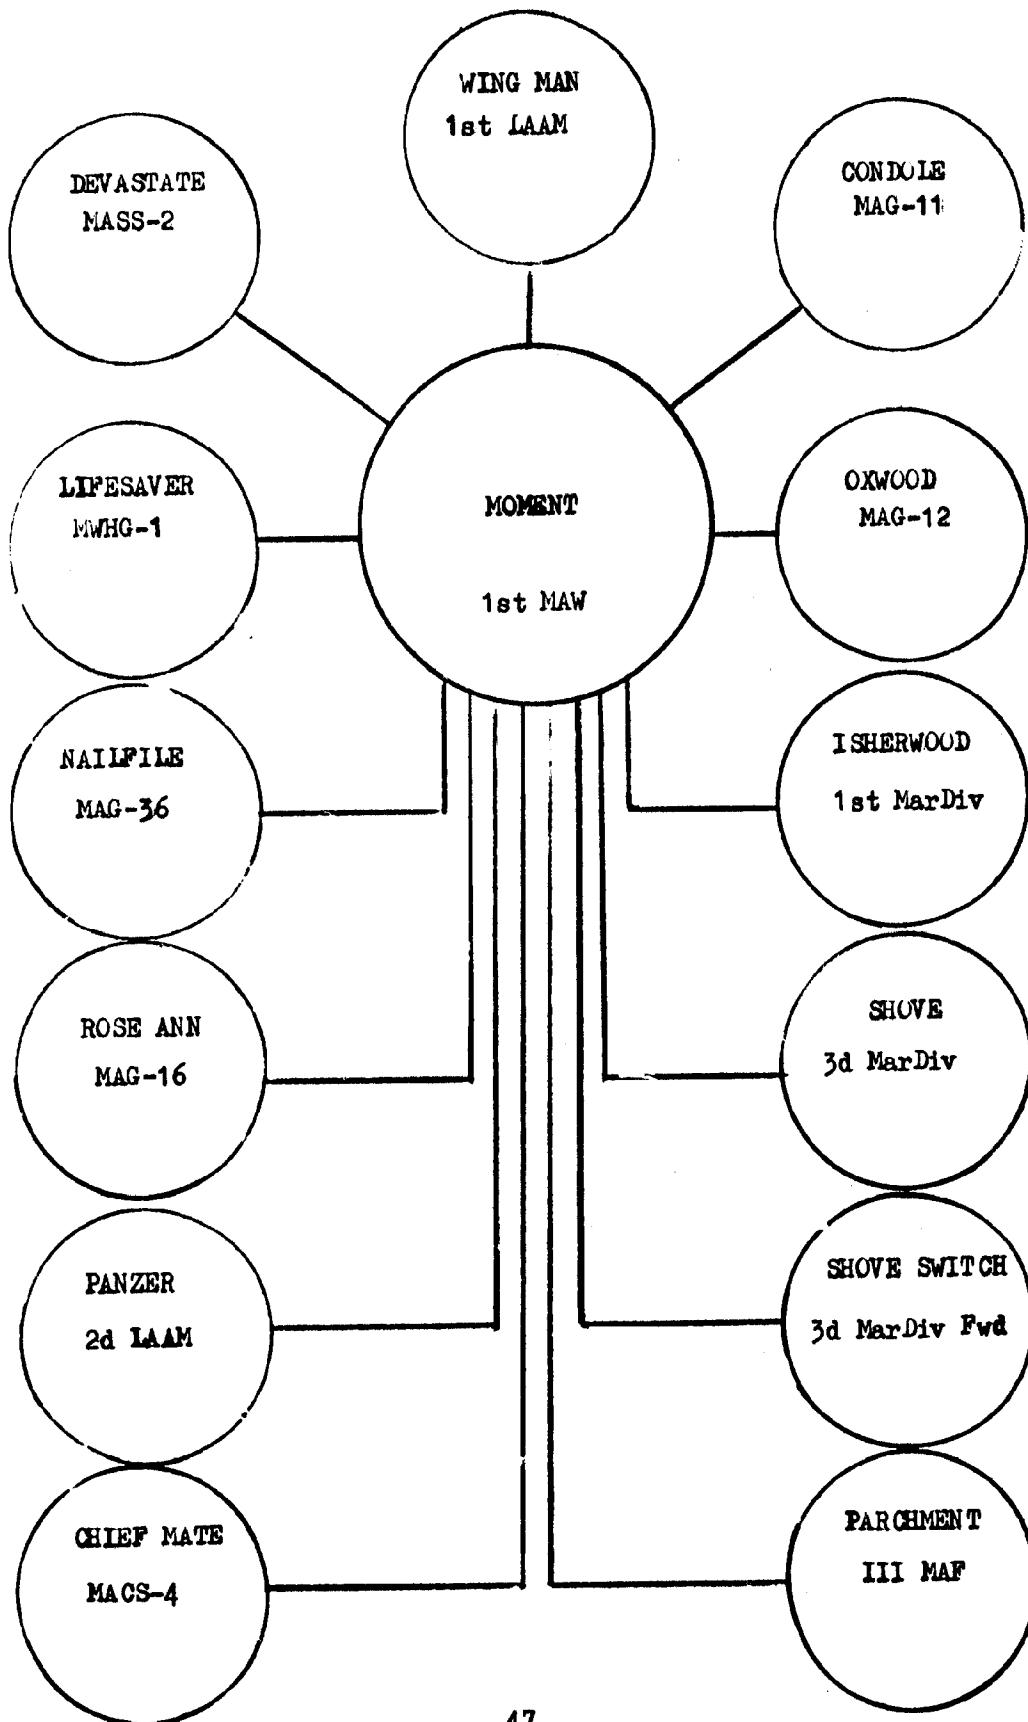 WING MAN
1st LAAM
DEVASTATE
MASS-2
CONDOLE
MAG-11
LIFESAVER
MWHG-1
MOMENT
1st MAW
OXWOOD
MAG-12
NAILFILE
MAG-36
ISHERWOOD
1st MarDiv
ROSE ANN
MAG-16
SHOVE
3d MarDiv
PANZER
2d LAAM
SHOVE SWITCH
3d MarDiv Fwd
CHIEF MATE
MACS-4
PARCHMENT
III MAF
47